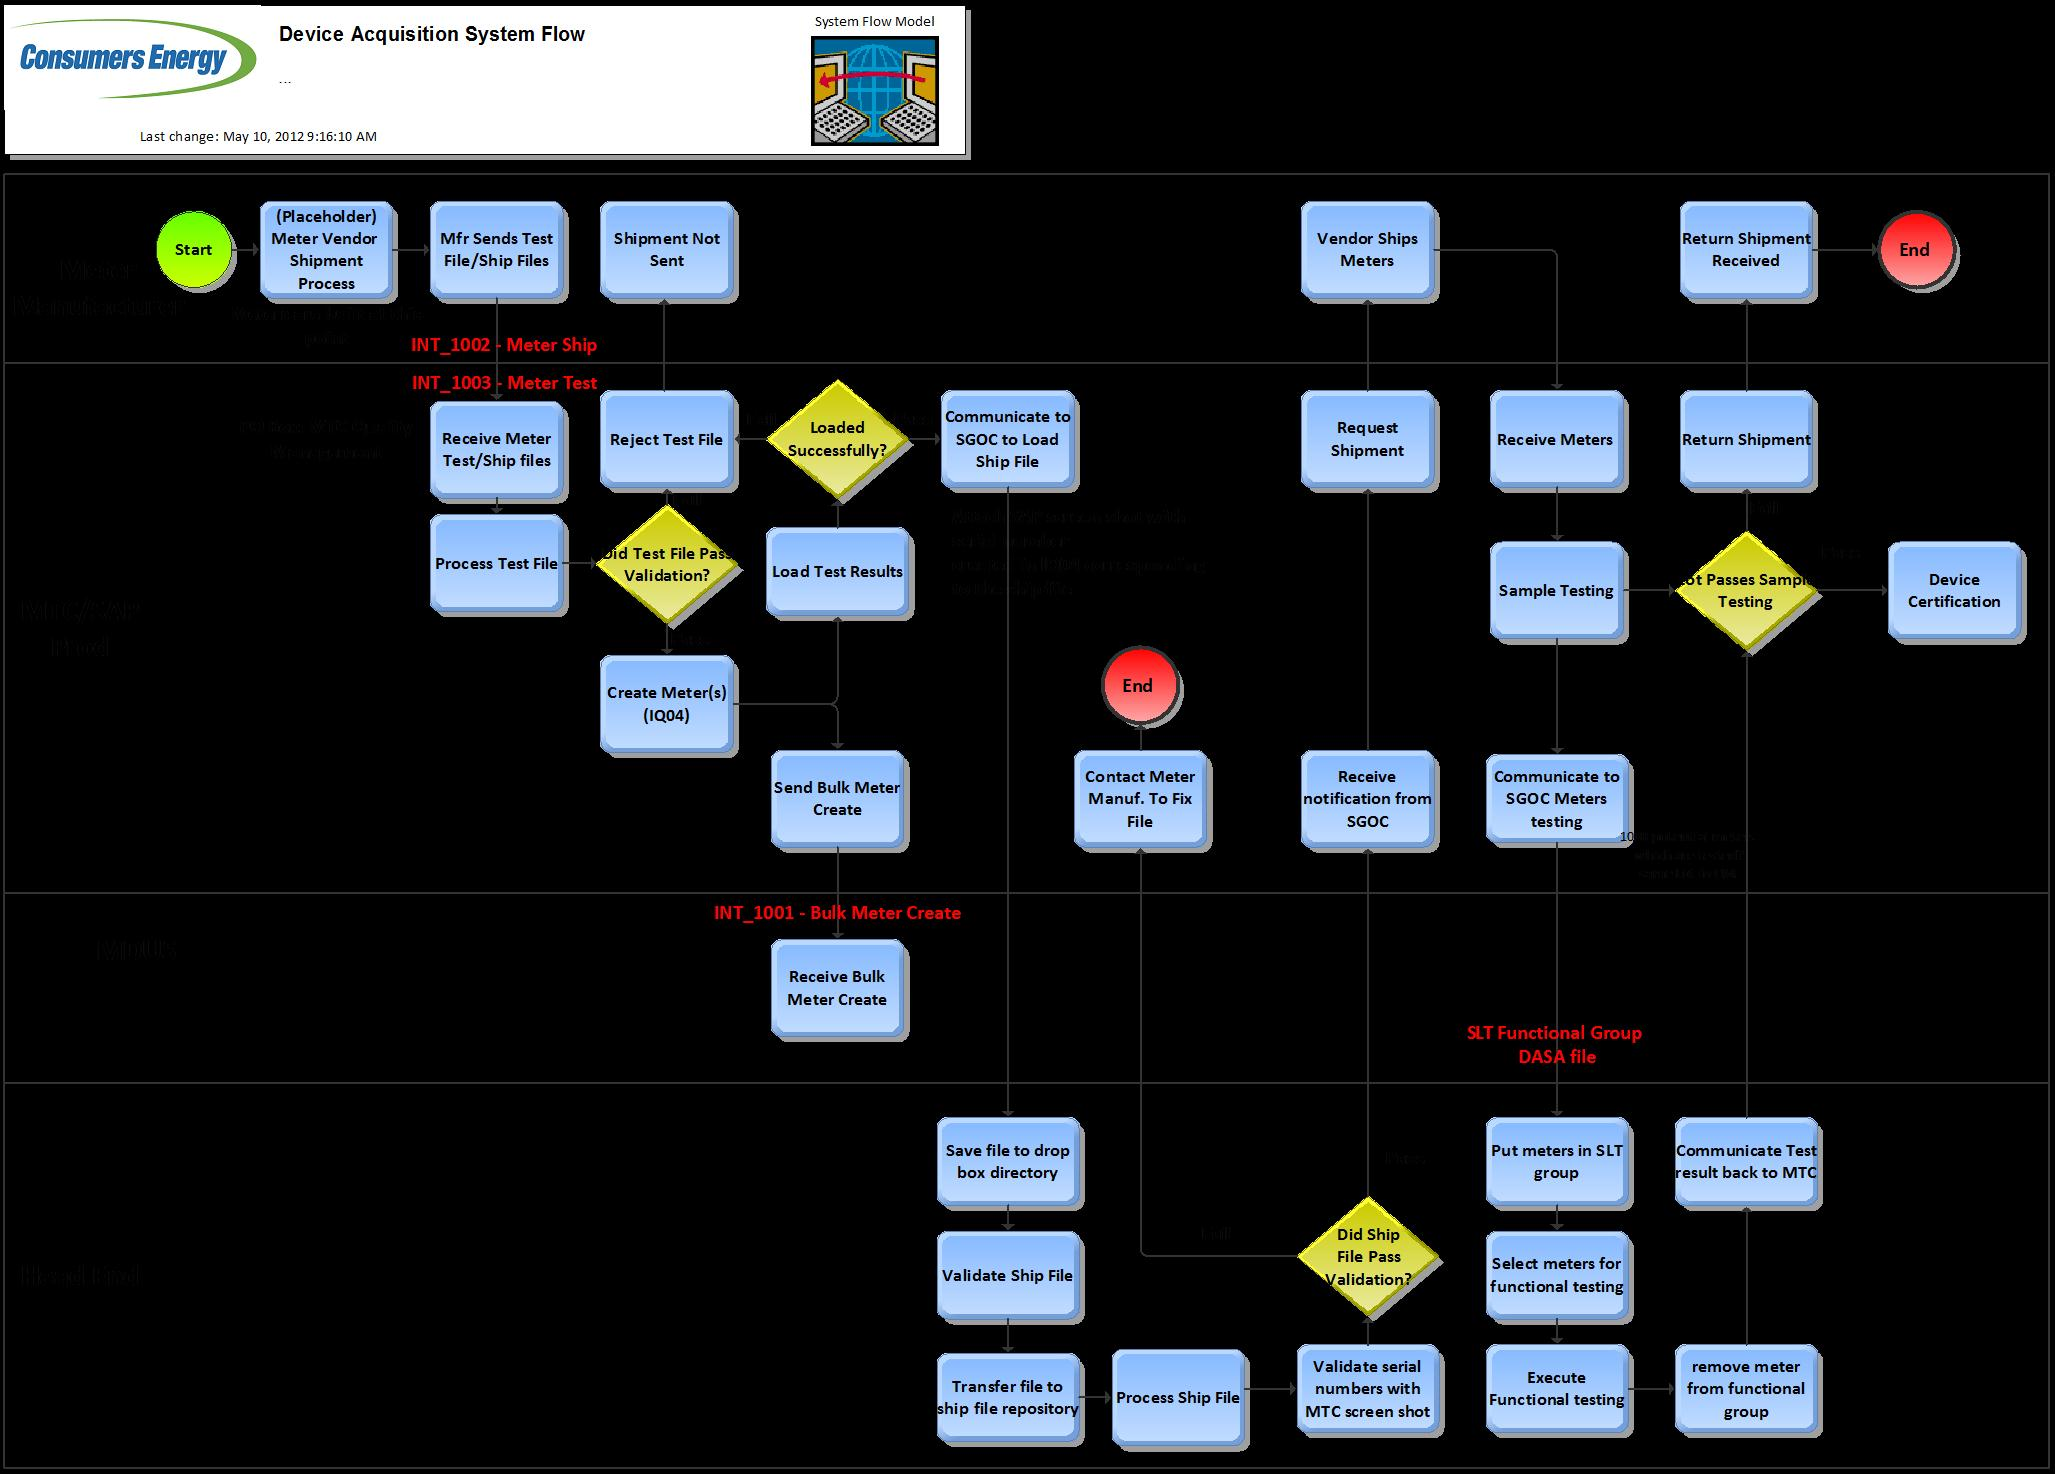 Consumers Energy
Device Acquisition System Flow
...
Last change: May 10, 2012 9:16:10 AM
System Flow Model
Start
(Placeholder)
Meter Vendor
Shipment
Process
Mfr Sends Test
File/Ship Files
Shipment Not
Sent
Vendor Ships
Meters
Return Shipment
Received
End
Meter
Manufacturer
INT_1002 - Meter Ship
INT_1003 - Meter Test
Receive Meter
Test/Ship files
Reject Test File
Loaded
Successfully?
Communicate to
SGOC to Load
Ship File
Request
Shipment
Receive Meters
Return Shipment
Process Test File
Did Test File Pass
Validation?
Load Test Results
Sample Testing
Lot Passes Sample
Testing
Device
Certification
MTC/SAP
Prod
Create Meter(s)
(IQ04)
End
Send Bulk Meter
Create
Contact Meter
Manuf. To Fix
File
Receive
notification from
SGOC
Communicate to
SGOC Meters
testing
INT_1001 - Bulk Meter Create
MDUS
Receive Bulk
Meter Create
SLT Functional Group
DASA file
Save file to drop
box directory
Put meters in SLT
group
Communicate Test
result back to MTC
Fail
Did Ship
File Pass
Validation?
Head End
Validate Ship File
Select meters for
functional testing
Transfer file to
ship file repository
Process Ship File
Validate serial
numbers with
MTC screen shot
Execute
Functional testing
remove meter
from functional
group